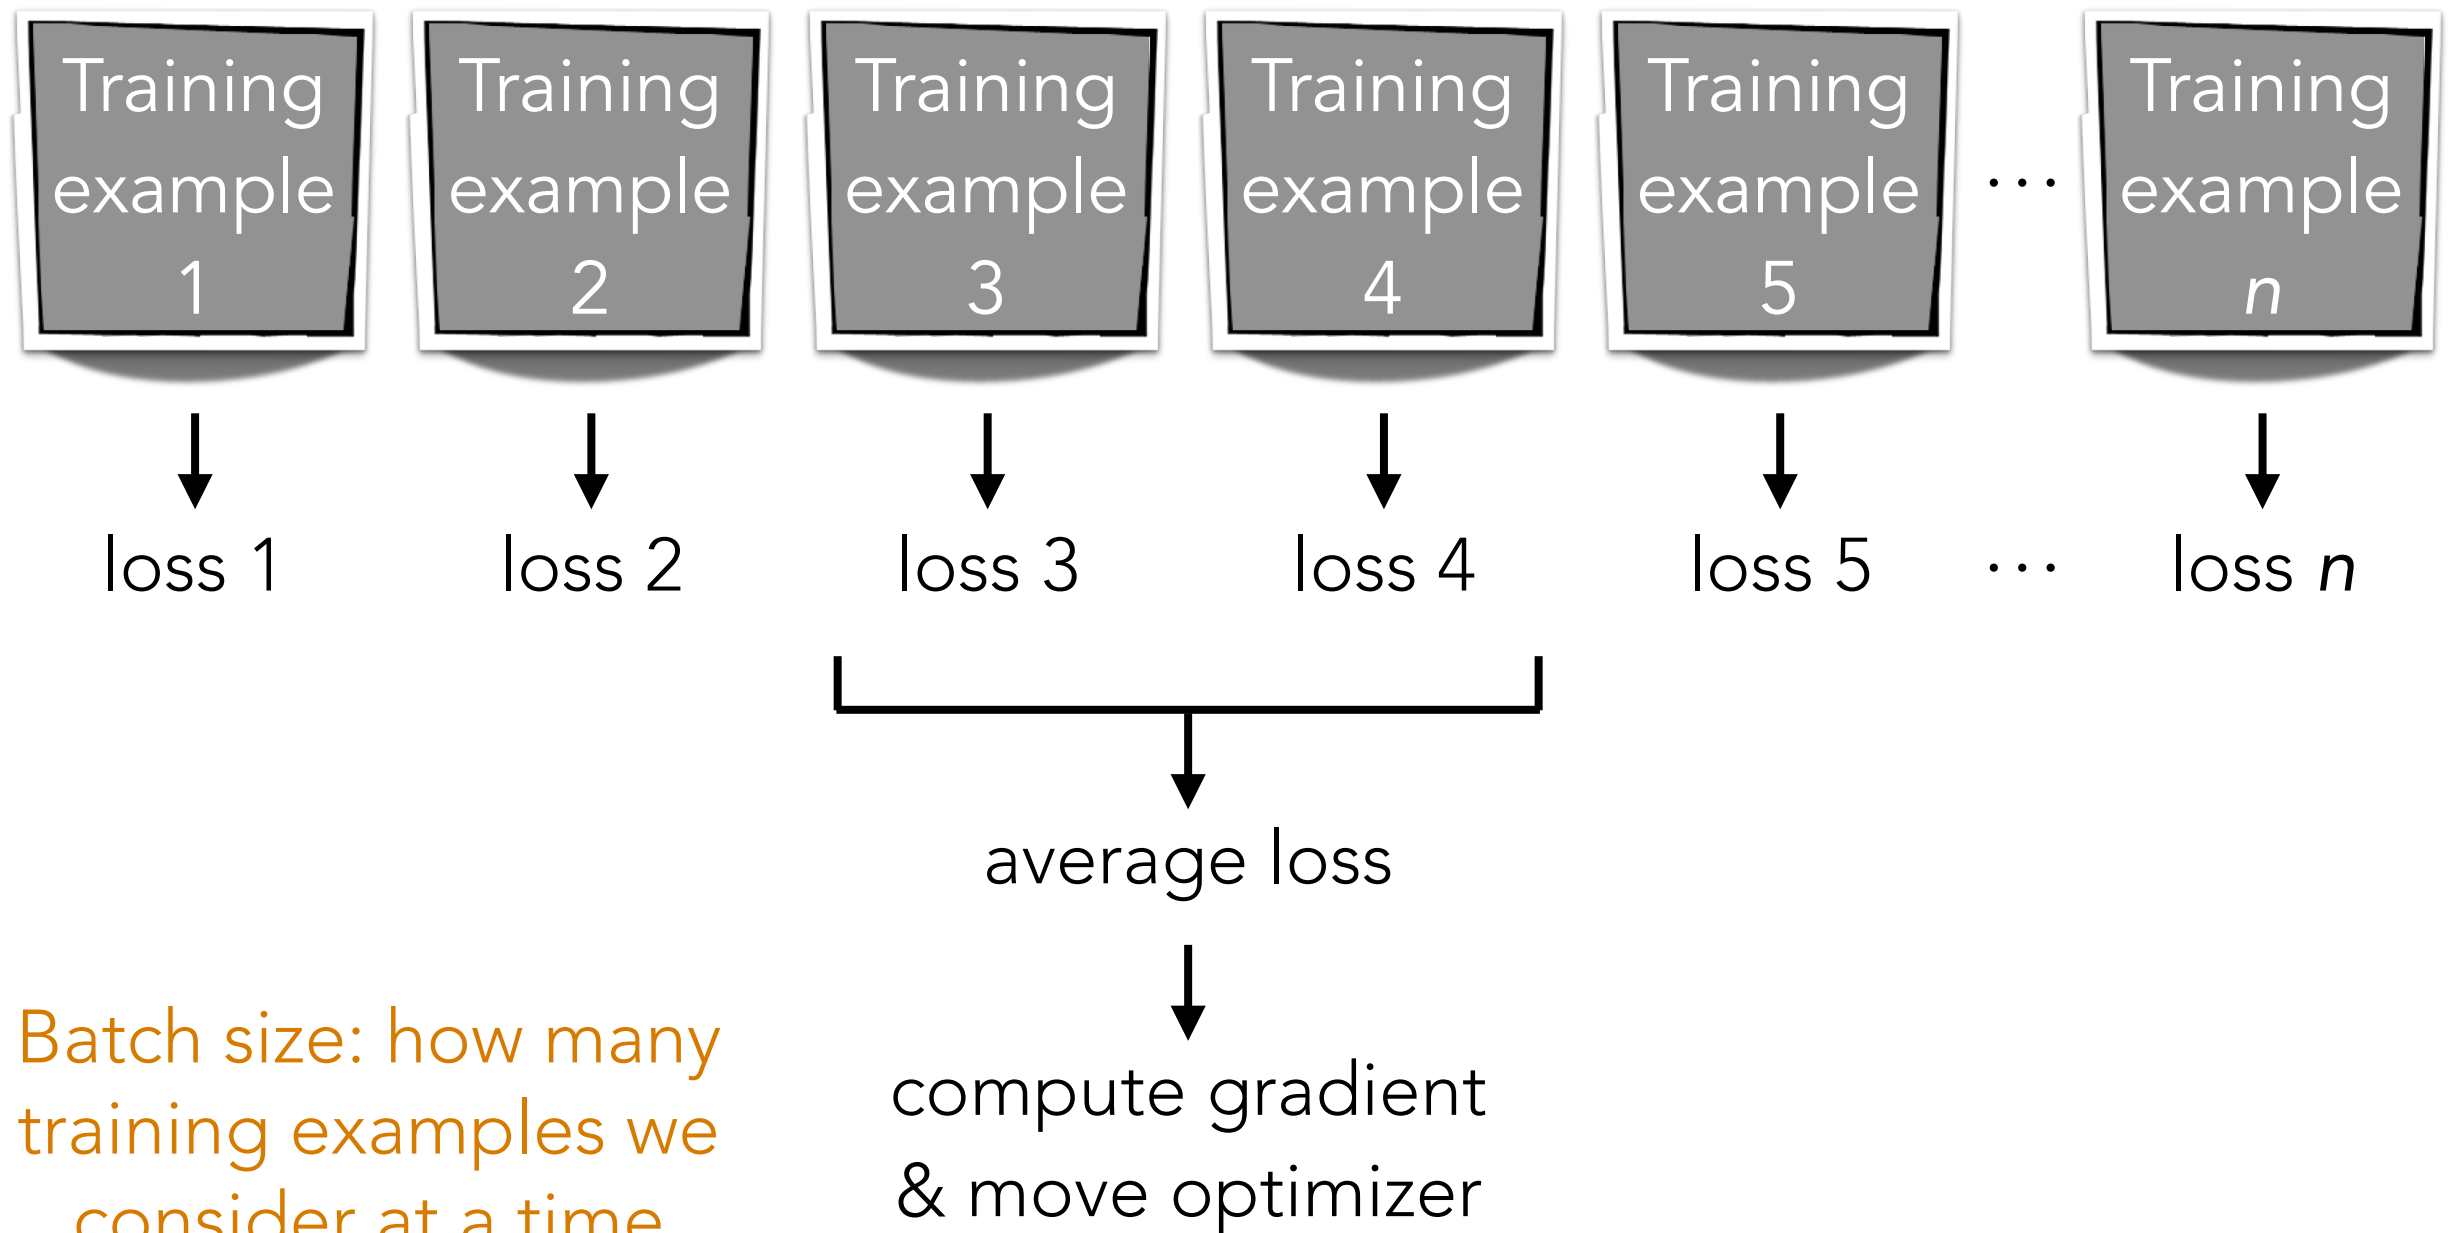 Training
example
1
Training
example
2
Training
example
3
Training
example
4
Training
example
5
...
Training
example
n
loss 1
loss 2
loss 3
loss 4
loss 5
...
loss n
average loss
compute gradient
& move optimizer
Batch size: how many
training examples we
consider at a time